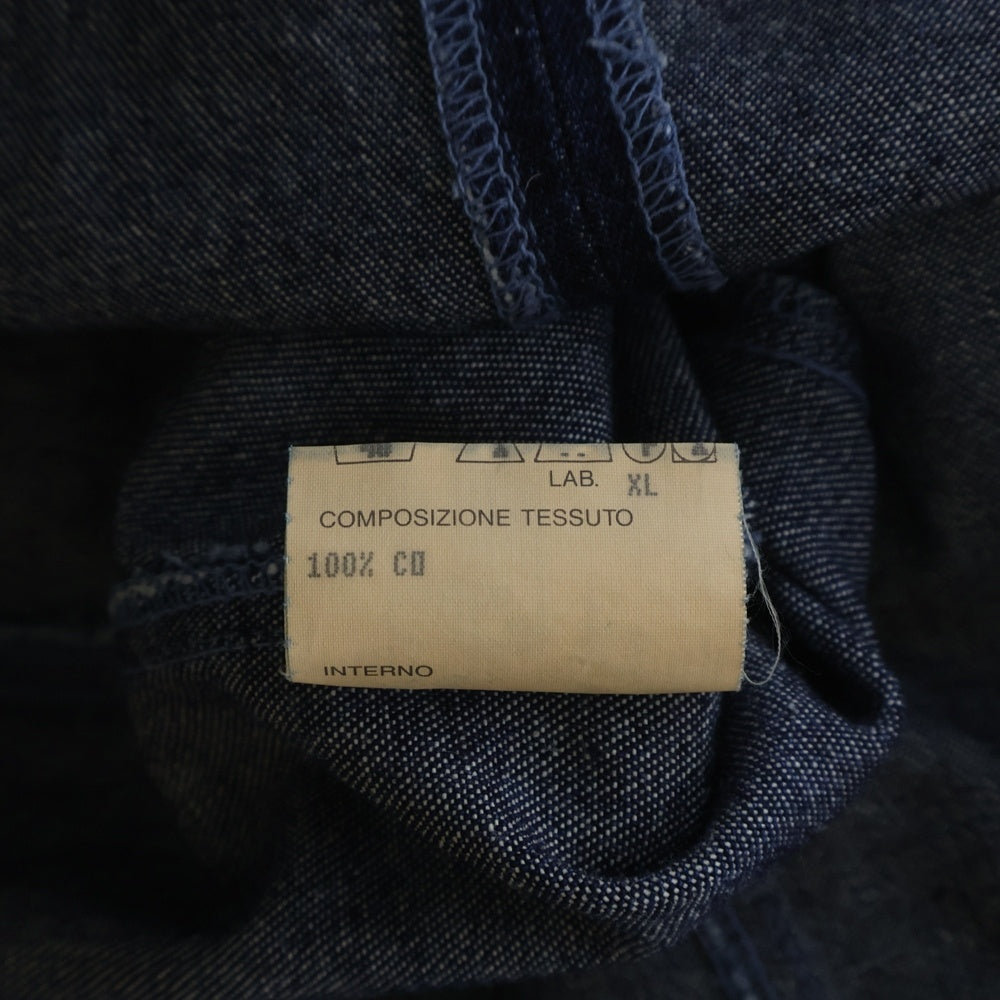 LAB. XL
COMPOSIZIONE TESSUTO
100% CO
INTERNO